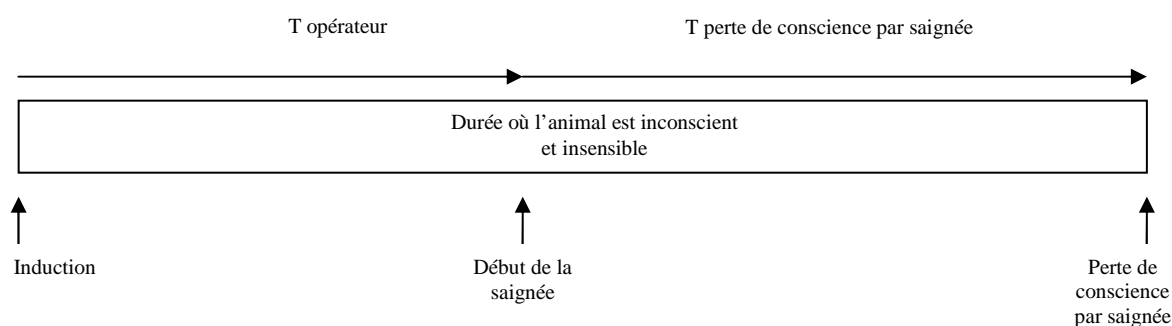 T opérateur
T perte de conscience par saignée
Durée où l’animal est inconscient
et insensible
Induction
Début de la
saignée
Perte de
conscience
par saignée